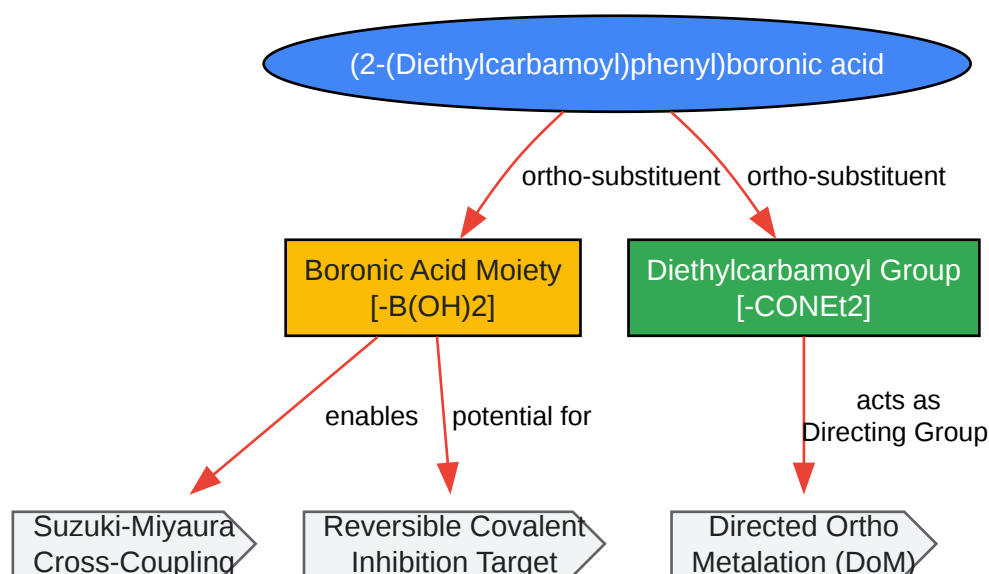 (2-(Diethylcarbamoyl)phenyl)boronic acid
ortho-substituent
ortho-substituent
Boronic Acid Moiety
[-B(OH)2]
Diethylcarbamoyl Group
[-CONEt2]
enables
potential for
acts as
Directing Group
Suzuki-Miyaura
Cross-Coupling
Reversible Covalent
Inhibition Target
Directed Ortho
Metalation (DoM)